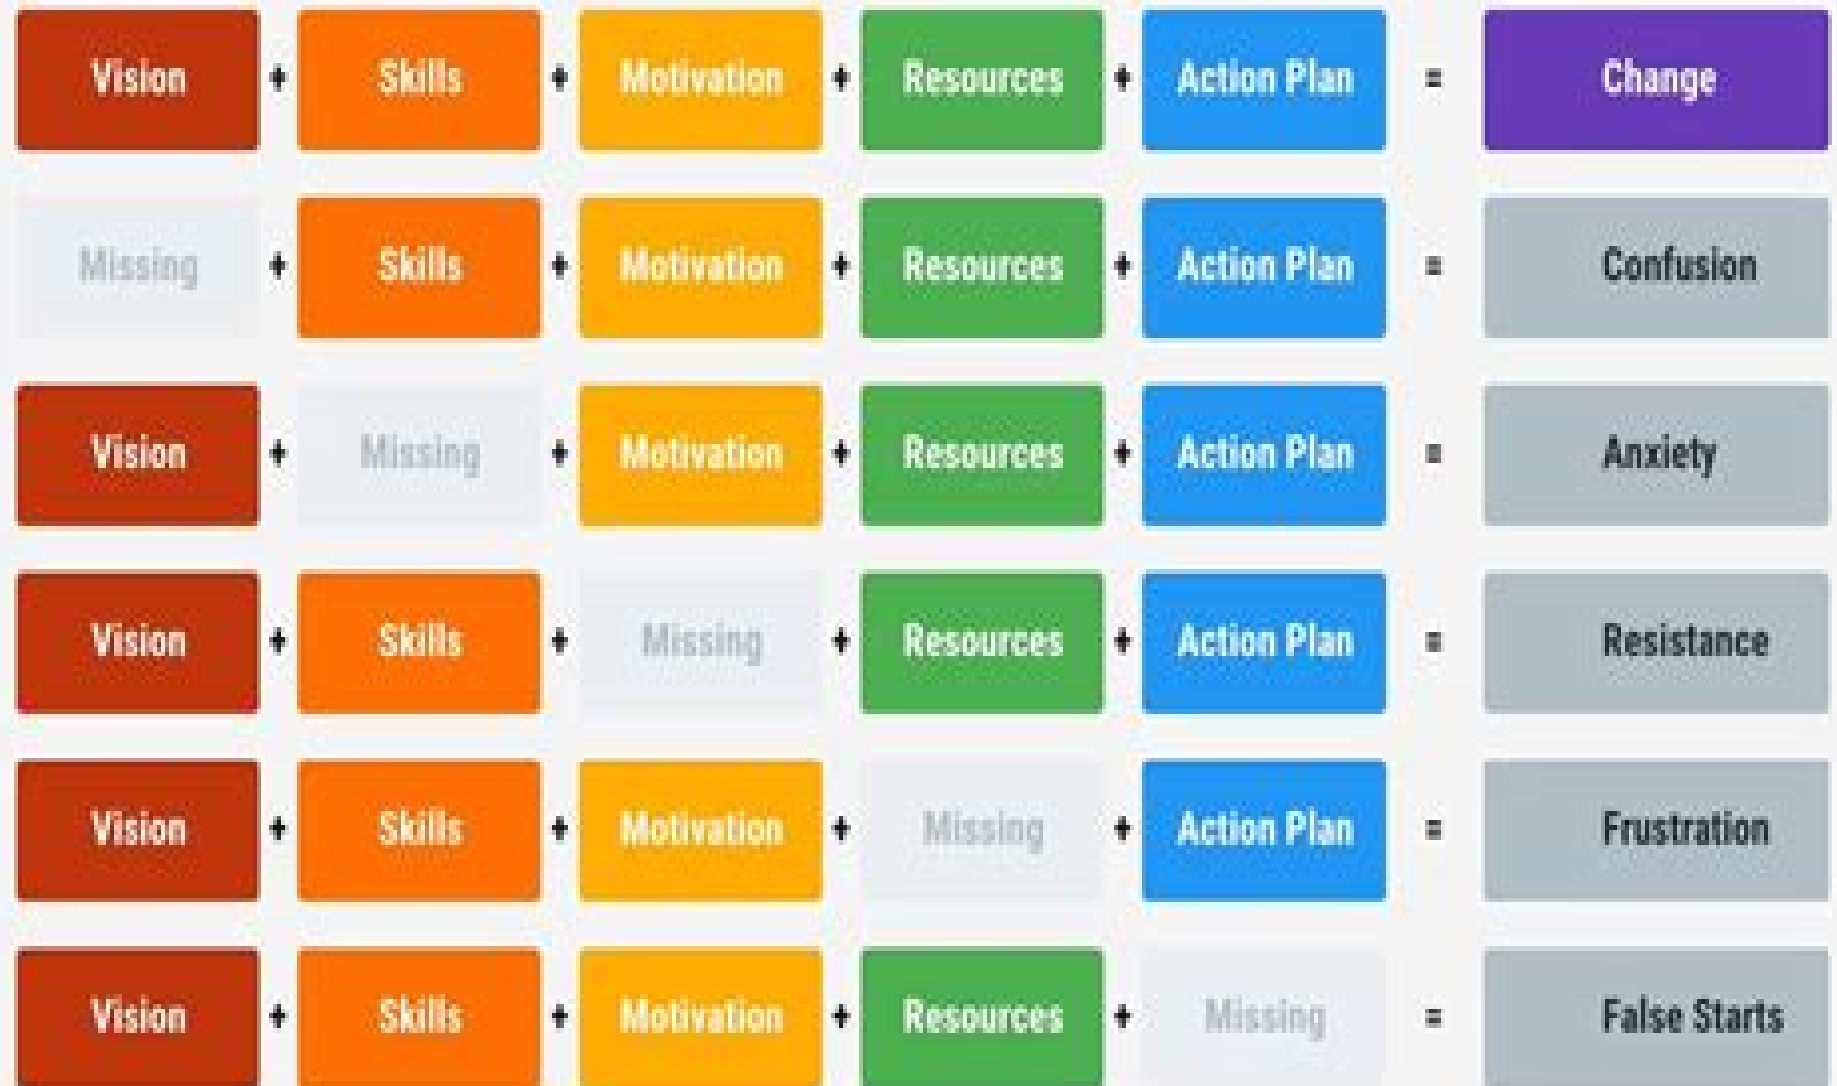 Vision + Skills + Motivation + Resources + Action Plan = Change
Missing + Skills + Motivation + Resources + Action Plan = Confusion
Vision + Missing + Motivation + Resources + Action Plan = Anxiety
Vision + Skills + Missing + Resources + Action Plan = Resistance
Vision + Skills + Motivation + Missing + Action Plan = Frustration
Vision + Skills + Motivation + Resources + Missing = False Starts